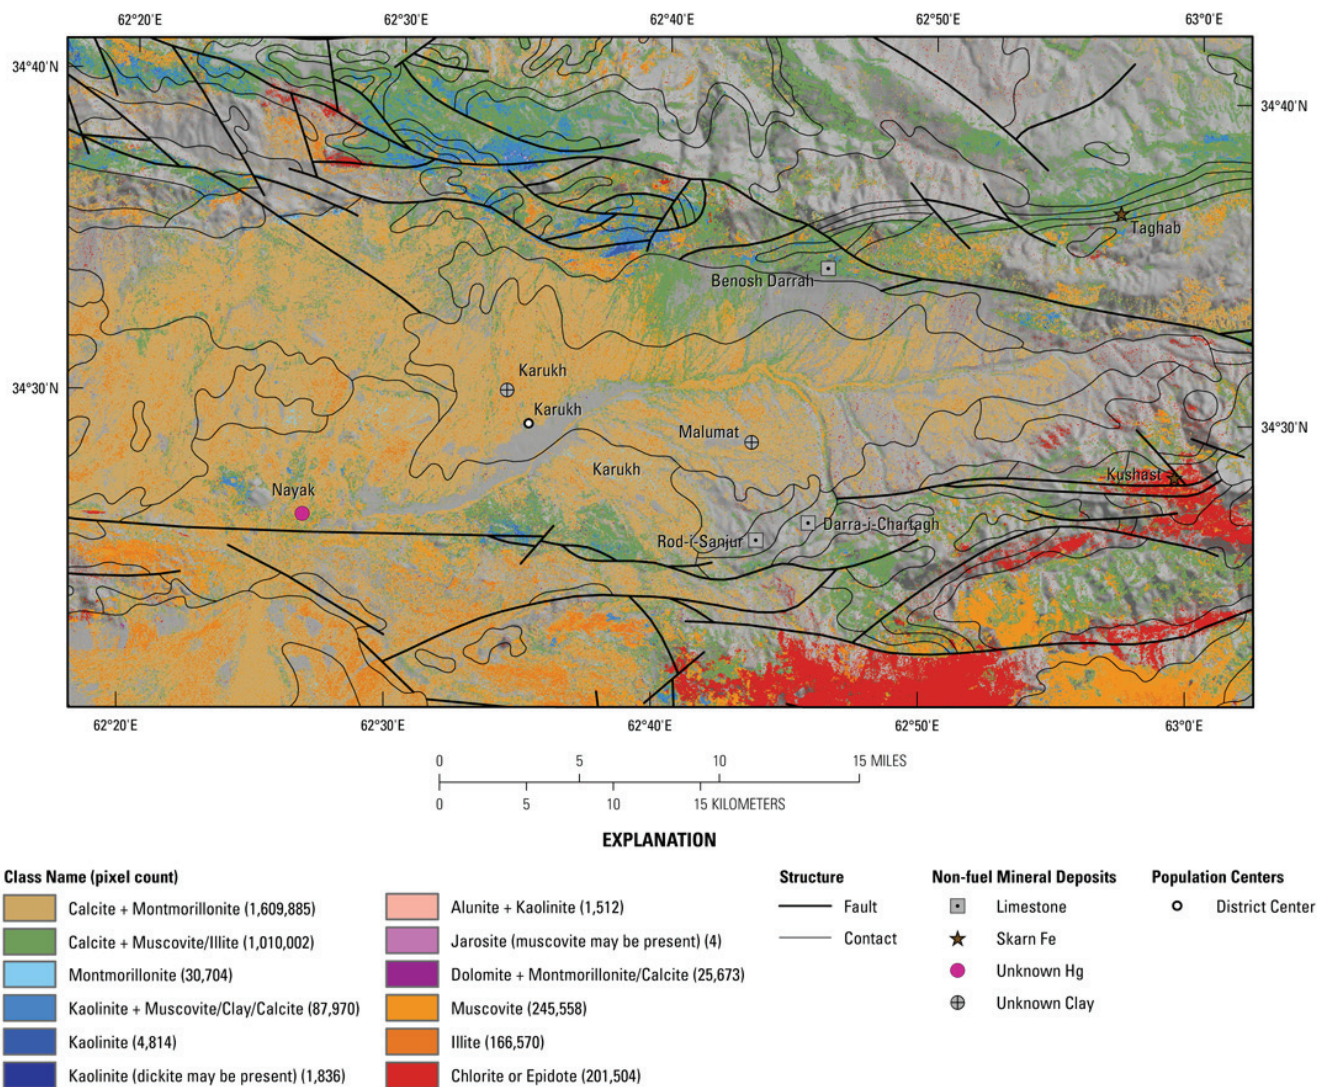 62°20'E 62°30'E 62°40'E 62°50'E 63°0'E
34°40'N
34°40'N
Taghab
Benosh Darrah
Karukh
34°30'N
Karukh
Malumat
34°30'N
Karukh
Kushast
Nayak
Darra-i-Chartagh
Rod-i-Sanjur
62°20'E 62°30'E 62°40'E 62°50'E 63°0'E
0 5 10 15 MILES
0 5 10 15 KILOMETERS
EXPLANATION
Class Name (pixel count)
Calcite + Montmorillonite (1,609,885)
Calcite + Muscovite/Illite (1,010,002)
Montmorillonite (30,704)
Kaolinite + Muscovite/Clay/Calcite (87,970)
Kaolinite (4,814)
Kaolinite (dickite may be present) (1,836)
Alunite + Kaolinite (1,512)
Jarosite (muscovite may be present) (4)
Dolomite + Montmorillonite/Calcite (25,673)
Muscovite (245,558)
Illite (166,570)
Chlorite or Epidote (201,504)
Structure
Fault
Contact
Non-fuel Mineral Deposits
Limestone
Skarn Fe
Unknown Hg
Unknown Clay
Population Centers
District Center